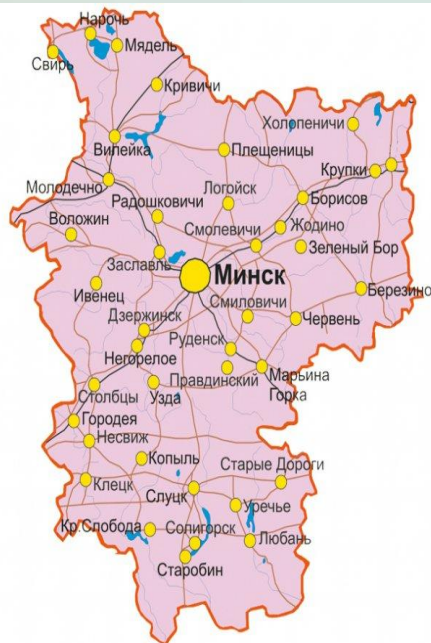 Нарочь
Мядель
Свирь
Кривичи
Холопеничи
Вилейка
Плещеницы
Крупки
Молодечно
Логойск
Радошковичи
Борисов
Воложин
Смолевичи
Жодино
Зеленый Бор
Заславль
Минск
Ивенец
Березино
Смиловичи
Дзержинск
Червень
Руденск
Негорелое
Правдинский
Марьина
Горка
Столбцы
Узда
Городея
Несвиж
Копыль
Старые Дороги
Клецк
Слуцк
Уречье
Кр.Слобода
Солигорск
Любань
Старобин